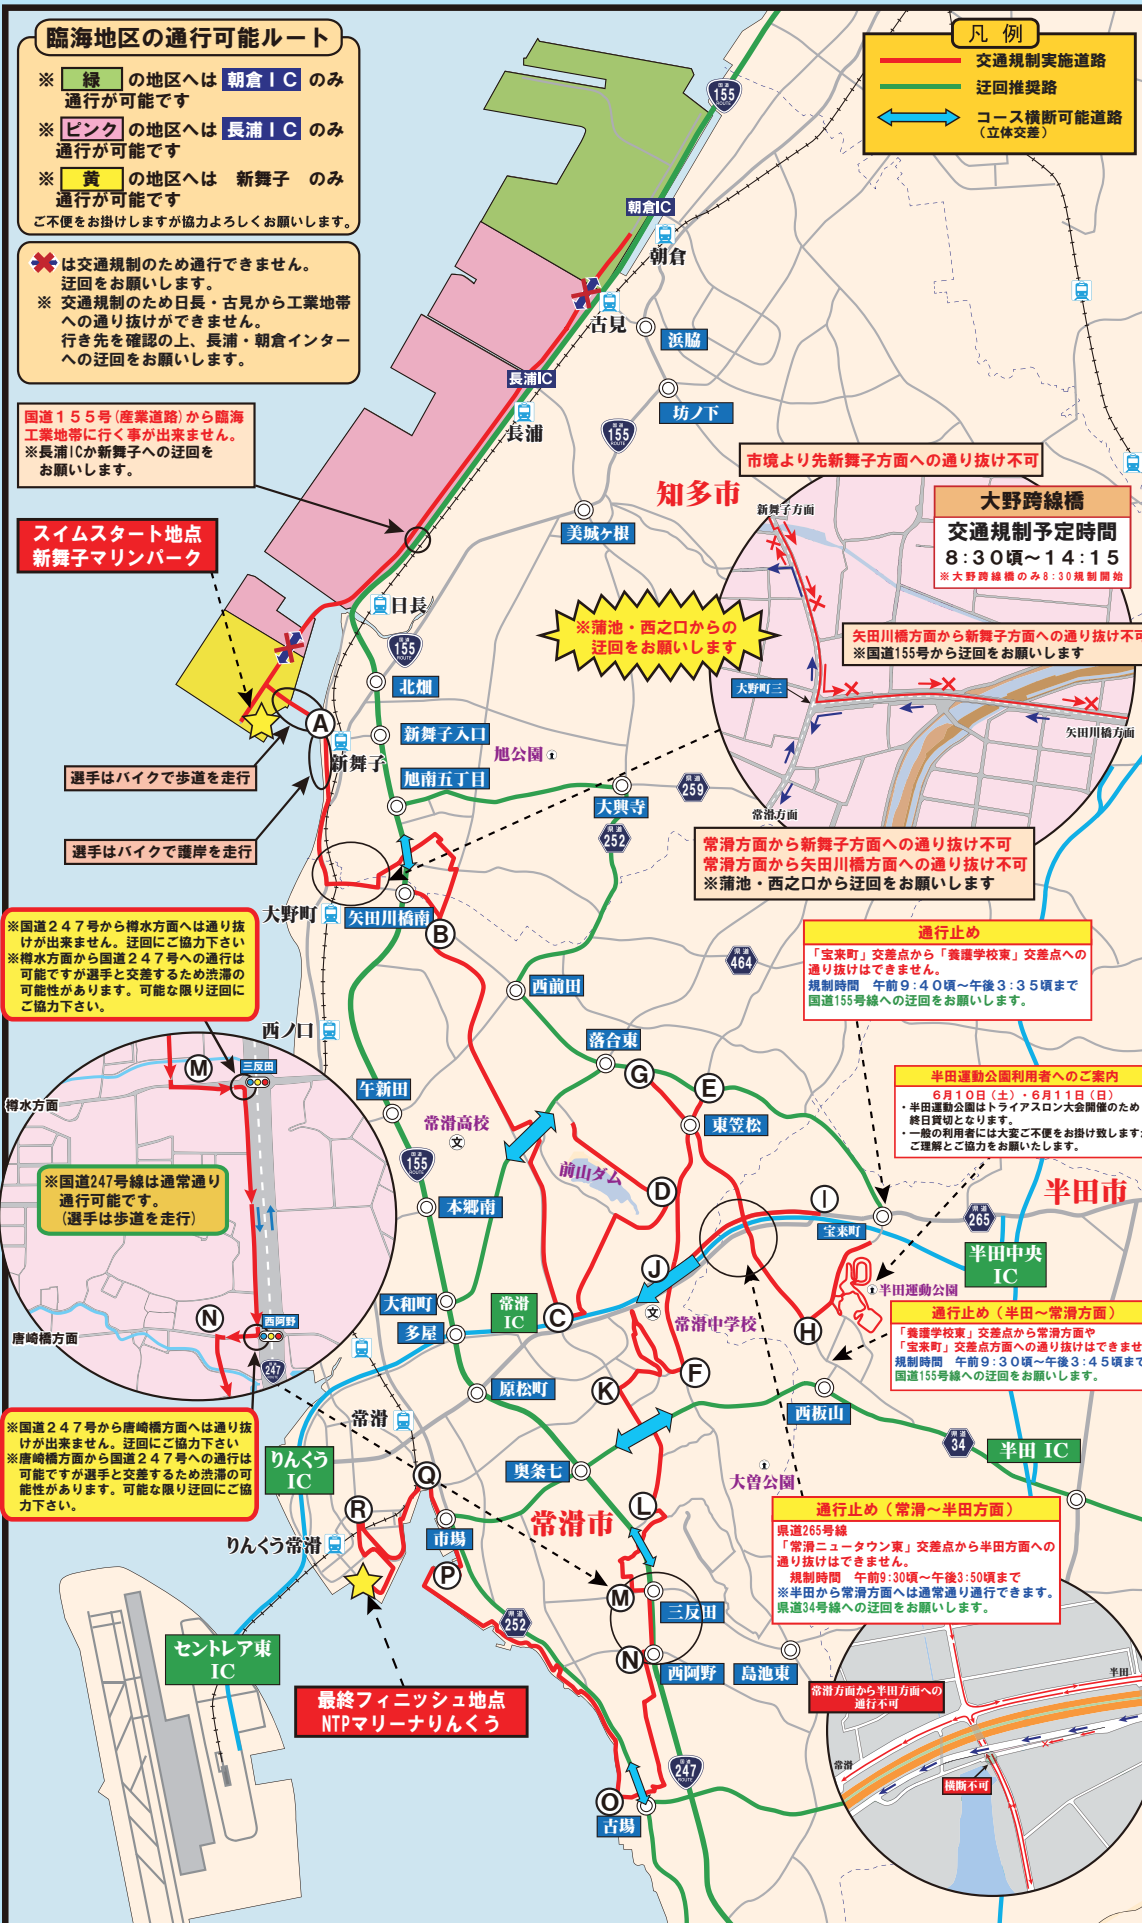 臨海地区の通行可能ルート
※ 緑 の地区へは 朝倉IC のみ
通行が可能です
※ ピンク の地区へは 長浦IC のみ
通行が可能です
※ 黄 の地区へは 新舞子 のみ
通行が可能です
ご不便をお掛けしますが協力よろしくお願いします。
は交通規制のため通行できません。
迂回をお願いします。
※ 交通規制のため日長・古見から工業地帯
への通り抜けができません。
行き先を確認の上、長浦・朝倉インター
への迂回をお願いします。
凡例
交通規制実施道路
迂回推奨路
コース横断可能道路
(立体交差)
国道
155
ROUTE
朝倉IC
朝倉
古見
浜脇
坊ノ下
長浦IC
長浦
国道
155
ROUTE
知多市
美城ヶ根
国道155号(産業道路)から臨海
工業地帯に行く事が出来ません。
※長浦ICか新舞子への迂回を
お願いします。
スイムスタート地点
新舞子マリンパーク
日長
国道
155
ROUTE
北畑
A
新舞子
新舞子入口
旭公園
旭南五丁目
大興寺
県道
259
県道
252
選手はバイクで歩道を走行
選手はバイクで護岸を走行
※蒲池・西之口からの
迂回をお願いします
市境より先新舞子方面への通り抜け不可
新舞子方面
大野跨線橋
交通規制予定時間
8:30頃〜14:15
※大野跨線橋のみ8:30規制開始
矢田川橋方面から新舞子方面への通り抜け不可
※国道155号から迂回をお願いします
大野町三
矢田川橋方面
常滑方面
常滑方面から新舞子方面への通り抜け不可
常滑方面から矢田川橋方面への通り抜け不可
※蒲池・西之口から迂回をお願いします
大野町
矢田川橋南
B
※国道247号から樽水方面へは通り抜
けが出来ません。迂回にご協力下さい
※樽水方面から国道247号への通行は
可能ですが選手と交差するため渋滞の
可能性があります。可能な限り迂回に
ご協力下さい。
県道
464
通行止め
「宝来町」交差点から「養護学校東」交差点への
通り抜けはできません。
規制時間 午前9:40頃〜午後3:35頃まで
国道155号線への迂回をお願いします。
西前田
西ノ口
落合東
G
E
東笠松
午新田
常滑高校
国道
155
ROUTE
本郷南
前山ダム
D
半田運動公園利用者へのご案内
6月10日(土)・6月11日(日)
・半田運動公園はトライアスロン大会開催のため
終日貸切となります。
・一般の利用者には大変ご不便をお掛け致しますが
ご理解とご協力をお願いたします。
半田市
I
宝来町
県道
265
半田中央
IC
半田運動公園
M
三反田
樽水方面
※国道247号線は通常通り
通行可能です。
(選手は歩道を走行)
N
西阿野
唐崎橋方面
国道
247
大和町
多屋
常滑
IC
C
J
常滑中学校
H
通行止め(半田〜常滑方面)
「養護学校東」交差点から常滑方面や
「宝来町」交差点方面への通り抜けはできませ
規制時間 午前9:30頃〜午後3:45頃まで
国道155線への迂回をお願いします。
F
K
原松町
西板山
県道
34
半田 IC
※国道247号から唐崎橋方面へは通り抜
けが出来ません。迂回にご協力下さい
※唐崎橋方面から国道247号への通行は
可能ですが選手と交差するため渋滞の可
能性があります。可能な限り迂回にご協
力下さい。
常滑
りんくう
IC
Q
R
奥条七
大曽公園
常滑市
L
市場
りんくう常滑
P
通行止め(常滑〜半田方面)
県道265号線
「常滑ニュータウン東」交差点から半田方面への
通り抜けはできません。
規制時間 午前9:30頃〜午後3:50頃まで
※半田から常滑方面へは通常通り通行できます。
県道34号線への迂回をお願いします。
M
三反田
県道
252
N
西阿野
島池東
セントレア東
IC
最終フィニッシュ地点
NTPマリーナりんくう
常滑方面から半田方面への
通行不可
半田
常滑
横断不可
国道
247
ROUTE
O
古場